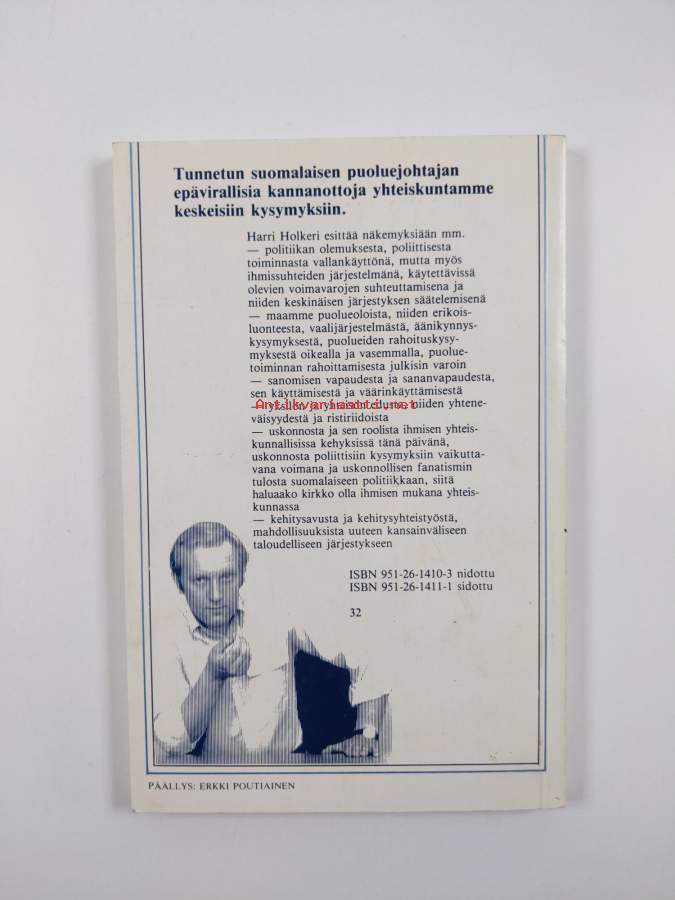 Tunnetun suomalaisen puoluejohtajan
epävirallisia kannanottoja yhteiskuntamme
keskeisiin kysymyksiin.
Harri Holkeri esittää näkemyksiään mm.
— politiikan olemuksesta, poliittisesta
toiminnasta vallankäyttönä, mutta myös
ihmissuhteiden järjestelmänä, käytettävissä
olevien voimavarojen suhteuttamisena ja
niiden keskinäisen järjestyksen säätelemisenä
— maamme puolueoloista, niiden erikois-
luonteesta, vaalijärjestelmästä, äänikynnys-
kysymyksestä, puolueiden rahoituskysy-
myksestä oikealla ja vasemmalla, puolue-
toiminnan rahoittamisesta julkisin varoin
— sanomisen vapaudesta ja sananvapaudesta,
sen käyttämisestä ja väärinkäyttämisestä
— yksilön ja niiden yhtene-
Antikvariaatti.net
väisyydestä ja ristiriidoista
— uskonnosta ja sen roolista ihmisen yhteis-
kunnallisissa kehyksissä tänä päivänä,
uskonnosta poliittisiin kysymyksiin vaikutta-
vana voimana ja uskonnollisen fanatismin
tulosta suomalaiseen politiikkaan, siitä
haluaako kirkko olla ihmisen mukana yhteis-
kunnassa
— kehitysavusta ja kehitysyhteistyöstä,
mahdollisuuksista uuteen kansainväliseen
taloudelliseen järjestykseen
ISBN 951-26-1410-3 nidottu
ISBN 951-26-1411-1 sidottu
32
PÄÄLLYS: ERKKI POUTIAINEN